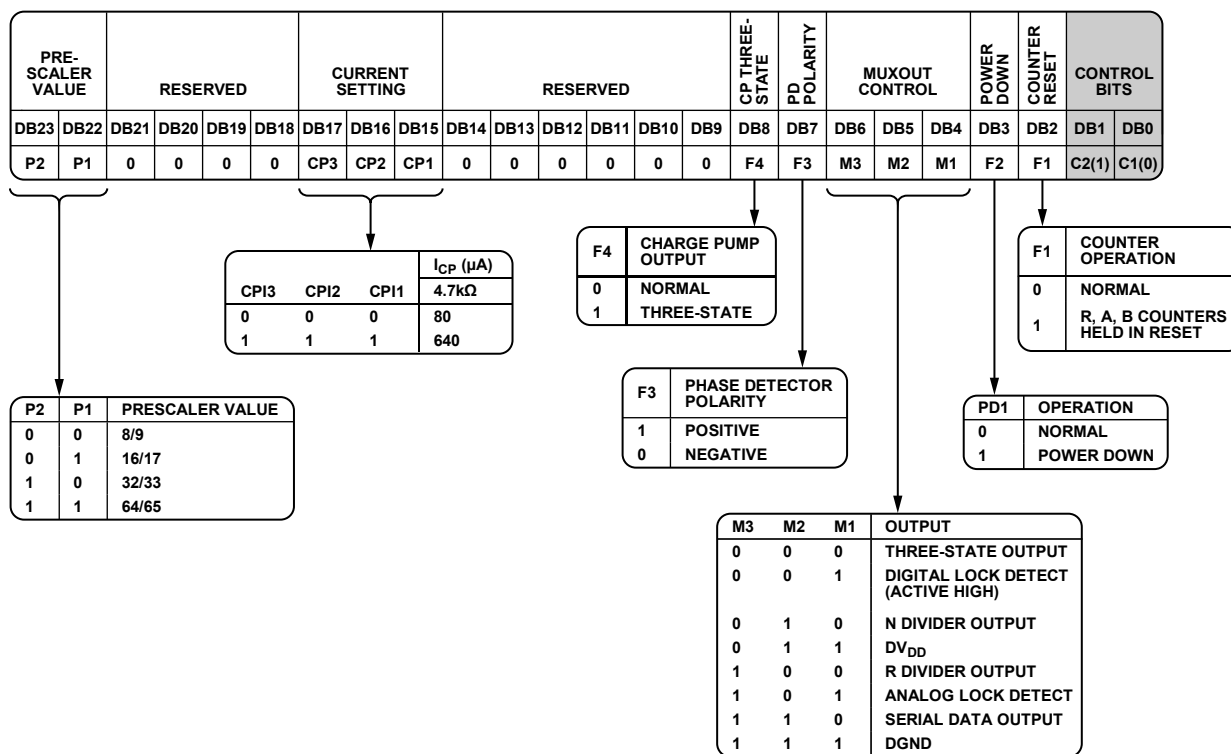 PRE-
SCALER
VALUE
RESERVED
CURRENT
SETTING
RESERVED
CP THREE-
STATE
PD
POLARITY
MUXOUT
CONTROL
POWER
DOWN
COUNTER
RESET
CONTROL
BITS
DB23 DB22 DB21 DB20 DB19 DB18 DB17 DB16 DB15 DB14 DB13 DB12 DB11 DB10 DB9 DB8 DB7 DB6 DB5 DB4 DB3 DB2 DB1 DB0
P2 P1 0 0 0 0 CP3 CP2 CP1 0 0 0 0 0 0 F4 F3 M3 M2 M1 F2 F1 C2(1) C1(0)
ICP (µA)
CPI3 CPI2 CPI1 4.7kΩ
0 0 0 80
1 1 1 640
F4 CHARGE PUMP
OUTPUT
0 NORMAL
1 THREE-STATE
F1 COUNTER
OPERATION
0 NORMAL
1 R, A, B COUNTERS
HELD IN RESET
P2 P1 PRESCALER VALUE
0 0 8/9
0 1 16/17
1 0 32/33
1 1 64/65
F3 PHASE DETECTOR
POLARITY
1 POSITIVE
0 NEGATIVE
PD1 OPERATION
0 NORMAL
1 POWER DOWN
M3 M2 M1 OUTPUT
0 0 0 THREE-STATE OUTPUT
0 0 1 DIGITAL LOCK DETECT
(ACTIVE HIGH)
0 1 0 N DIVIDER OUTPUT
0 1 1 DVDD
1 0 0 R DIVIDER OUTPUT
1 0 1 ANALOG LOCK DETECT
1 1 0 SERIAL DATA OUTPUT
1 1 1 DGND